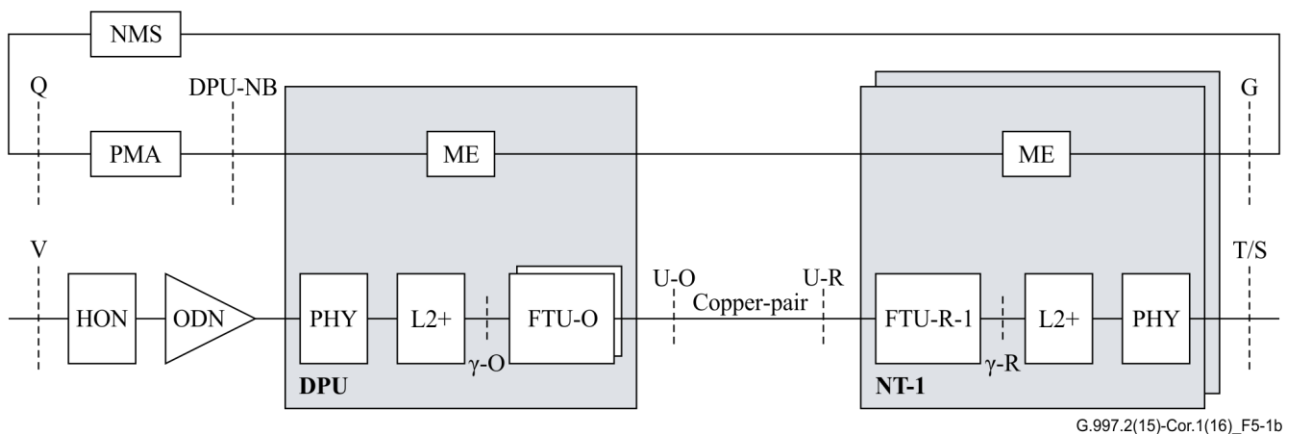 NMS
Q
DPU-NB
G
PMA
ME
ME
V
T/S
U-O
U-R
Copper-pair
HON
ODN
PHY
L2+
FTU-O
FTU-R-1
L2+
PHY
γ-O
γ-R
DPU
NT-1
G.997.2(15)-Cor.1(16)_F5-1b